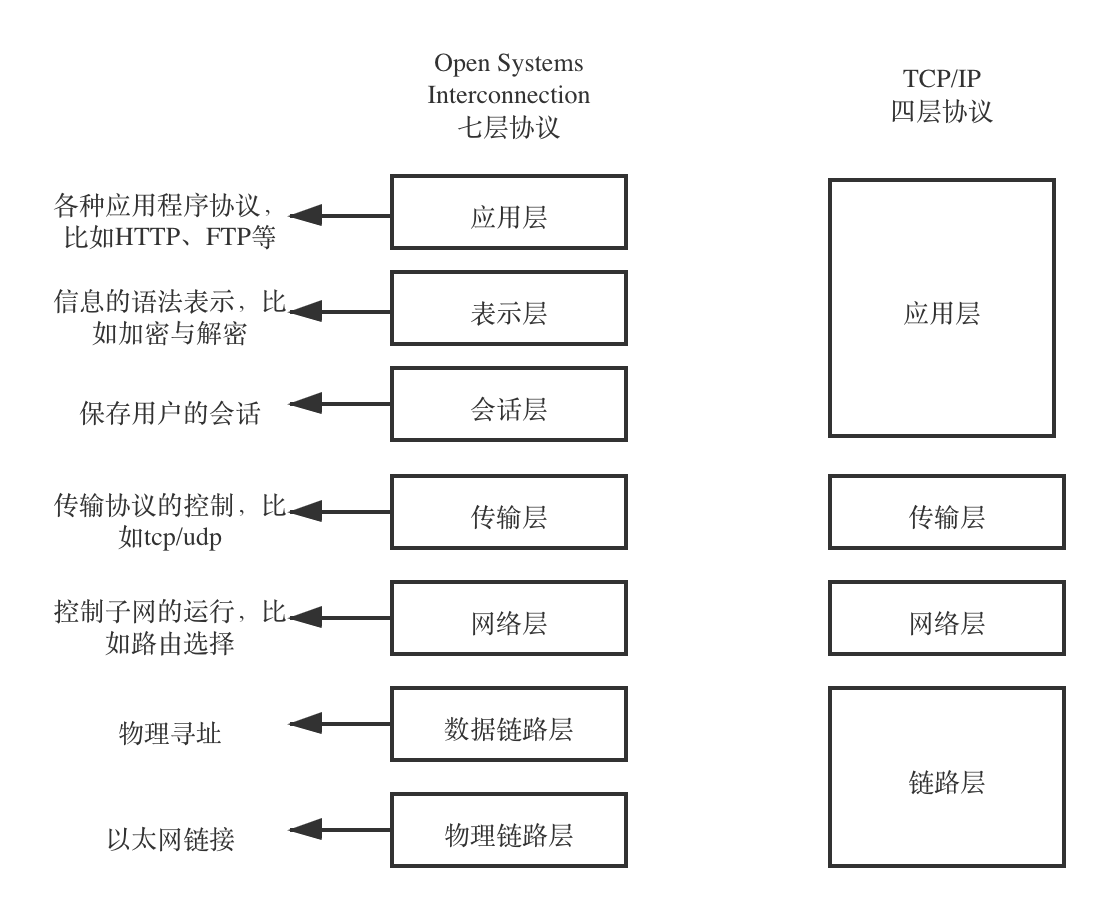 Open Systems
Interconnection
七层协议
TCP/IP
四层协议
各种应用程序协议，
比如HTTP、FTP等
应用层
信息的语法表示，比
如加密与解密
表示层
应用层
保存用户的会话
会话层
传输协议的控制，比
如tcp/udp
传输层
传输层
控制子网的运行，比
如路由选择
网络层
网络层
物理寻址
数据链路层
链路层
以太网链接
物理链路层